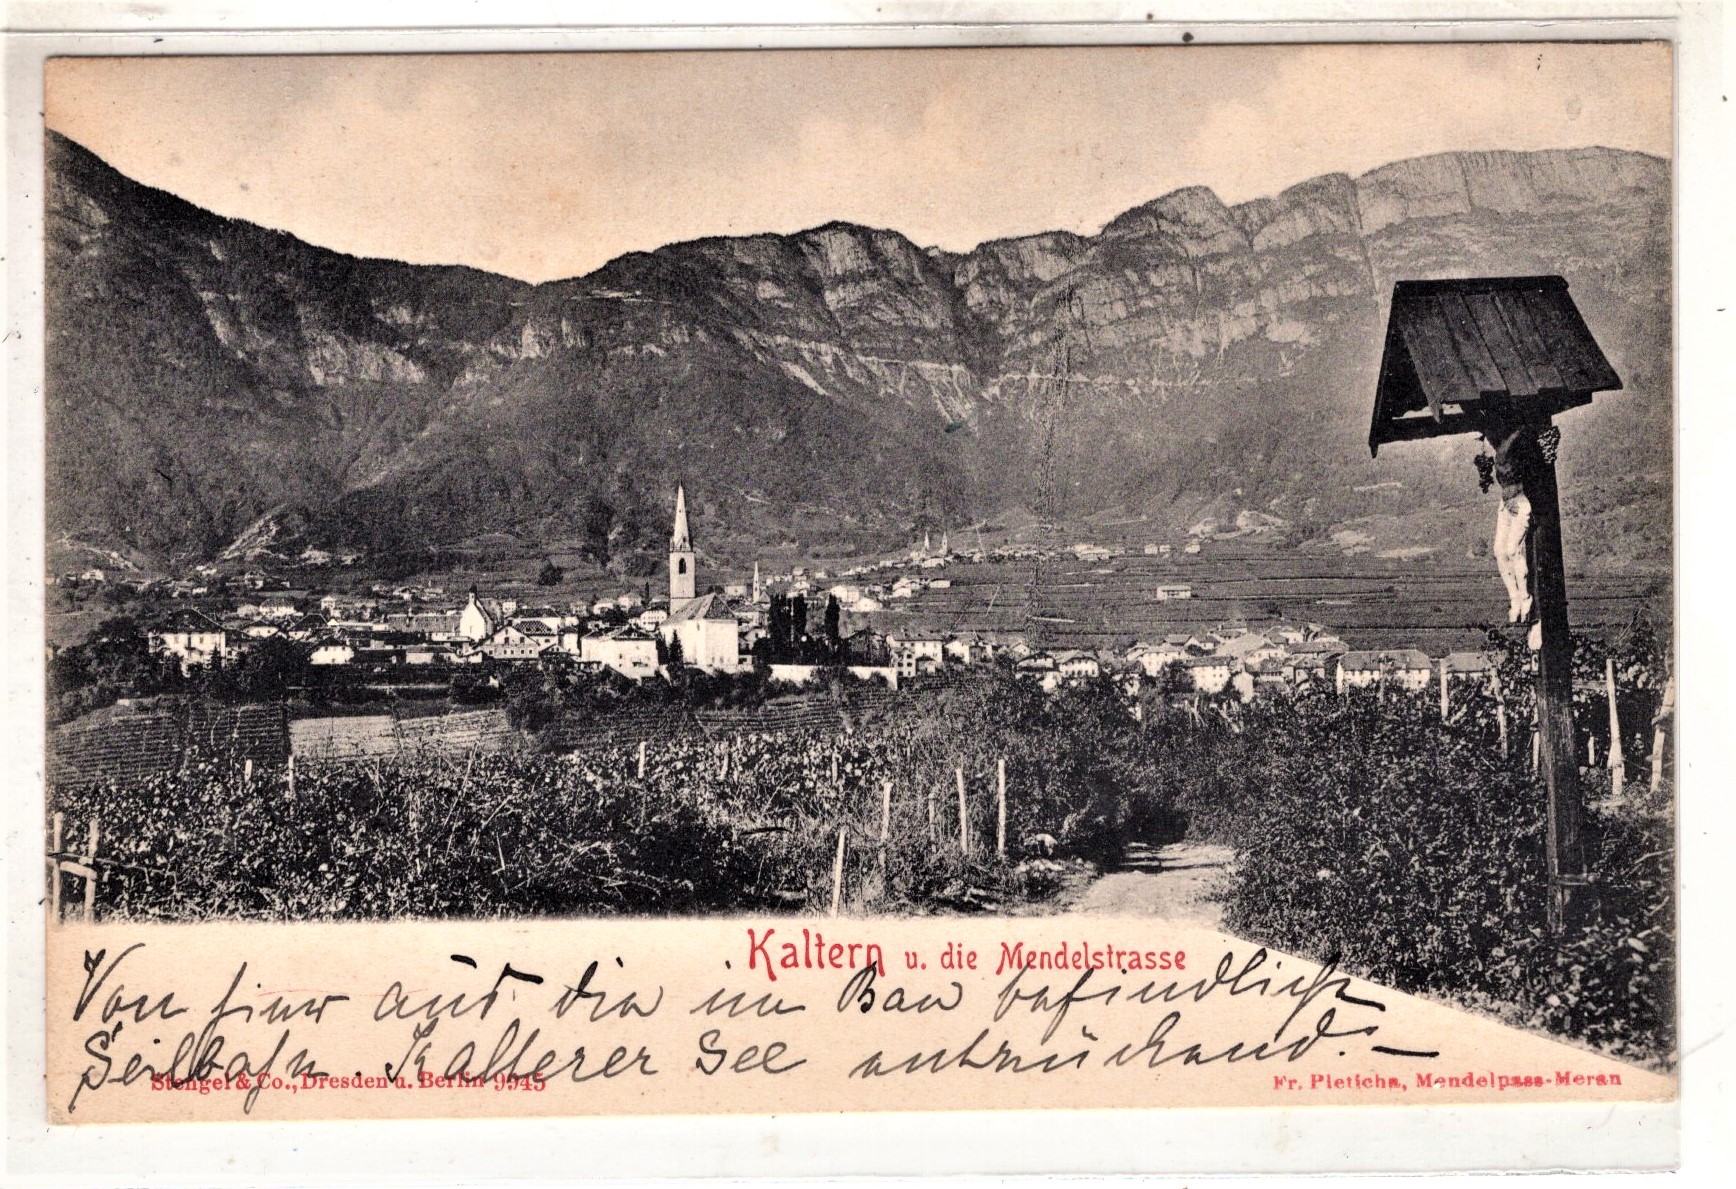 Kaltern u. die Mendelstrasse
Von hier aus die im Bau befindliche
Seilbahn. Kalterer See entzückend. –
Stengel & Co., Dresden u. Berlin 9945
Fr. Pleticha, Mendelpass-Meran